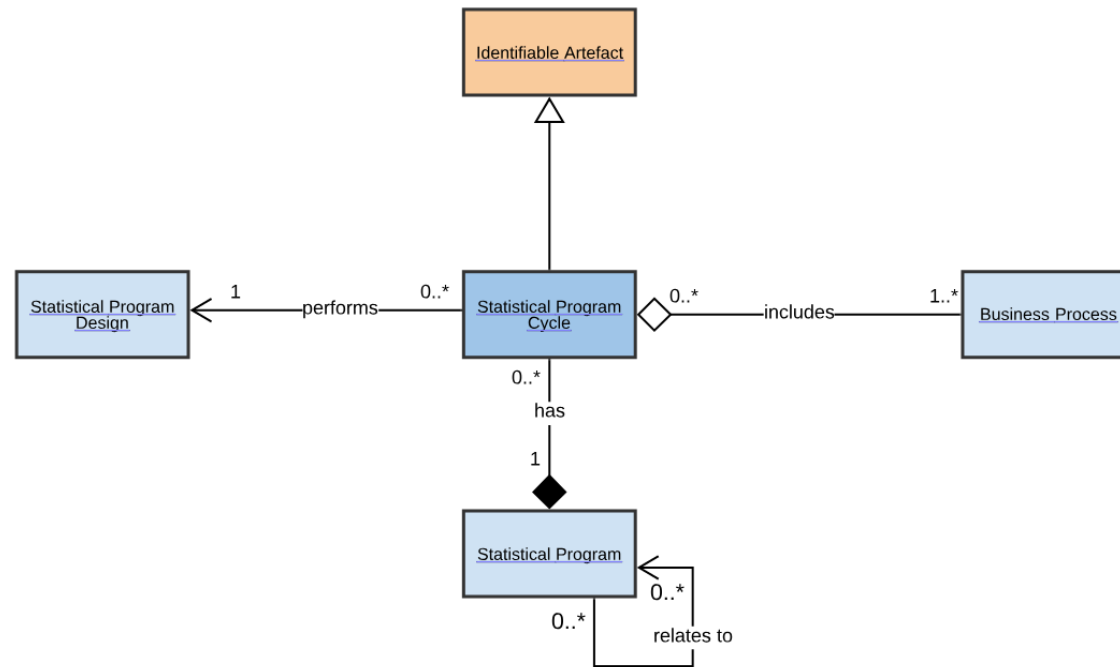 Identifiable Artefact
Statistical Program
Design
1
performs
0..*
Statistical Program
Cycle
0..*
includes
1..*
Business Process
0..*
has
1
Statistical Program
0..*
0..*
relates to